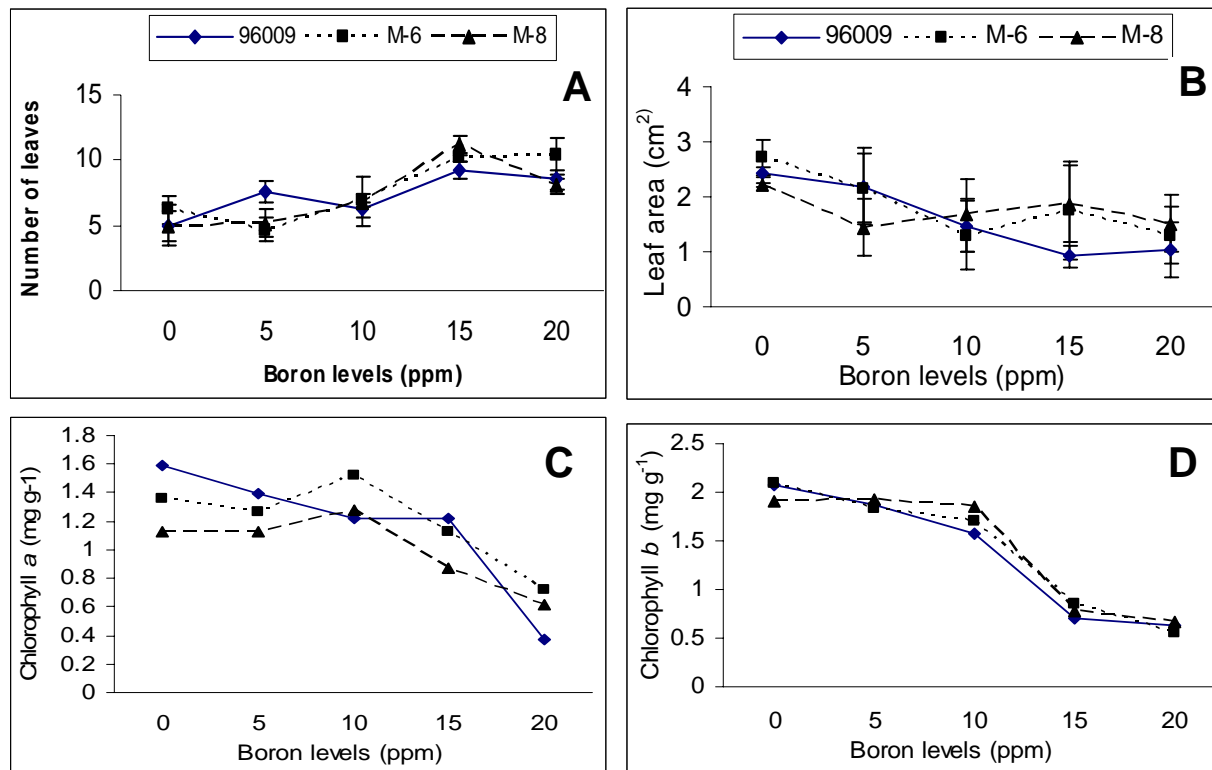 96009 M-6 M-8
A
Number of leaves
15
10
5
0
0 5 10 15 20
Boron levels (ppm)
96009 M-6 M-8
B
Leaf area (cm²)
4
3
2
1
0
0 5 10 15 20
Boron levels (ppm)
C
Chlorophyll a (mg g-1)
1.8
1.6
1.4
1.2
1
0.8
0.6
0.4
0.2
0
0 5 10 15 20
Boron levels (ppm)
D
Chlorophyll b (mg g⁻¹)
2.5
2
1.5
1
0.5
0
0 5 10 15 20
Boron levels (ppm)